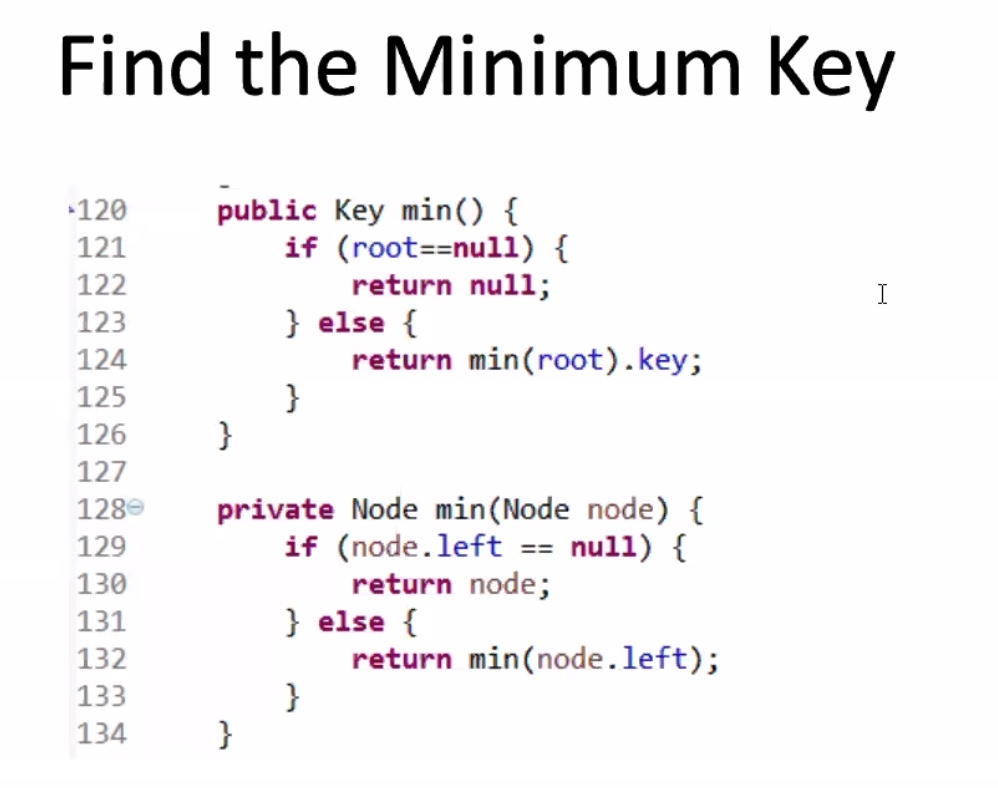 Find the Minimum Key
120 public Key min() {
121 if (root==null) {
122 return null;
123 } else {
124 return min(root).key;
125 }
126 }
127
128 private Node min(Node node) {
129 if (node.left == null) {
130 return node;
131 } else {
132 return min(node.left);
133 }
134 }